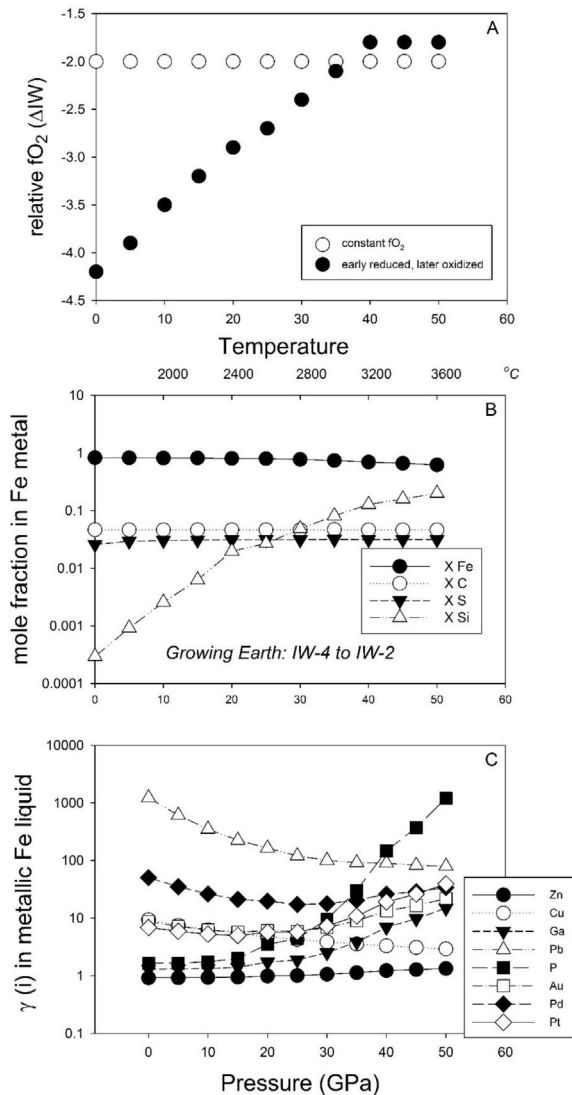 A
relative fO2 (ΔIW)
-1.5
-2.0
-2.5
-3.0
-3.5
-4.0
-4.5
constant fO2
early reduced, later oxidized
0 10 20 30 40 50 60
Temperature
2000 2400 2800 3200 3600 °C
B
mole fraction in Fe metal
10
1
0.1
0.01
0.001
0.0001
X Fe
X C
X S
X Si
Growing Earth: IW-4 to IW-2
0 10 20 30 40 50 60
C
γ (i) in metallic Fe liquid
10000
1000
100
10
1
0.1
Zn
Cu
Ga
Pb
P
Au
Pd
Pt
0 10 20 30 40 50 60
Pressure (GPa)